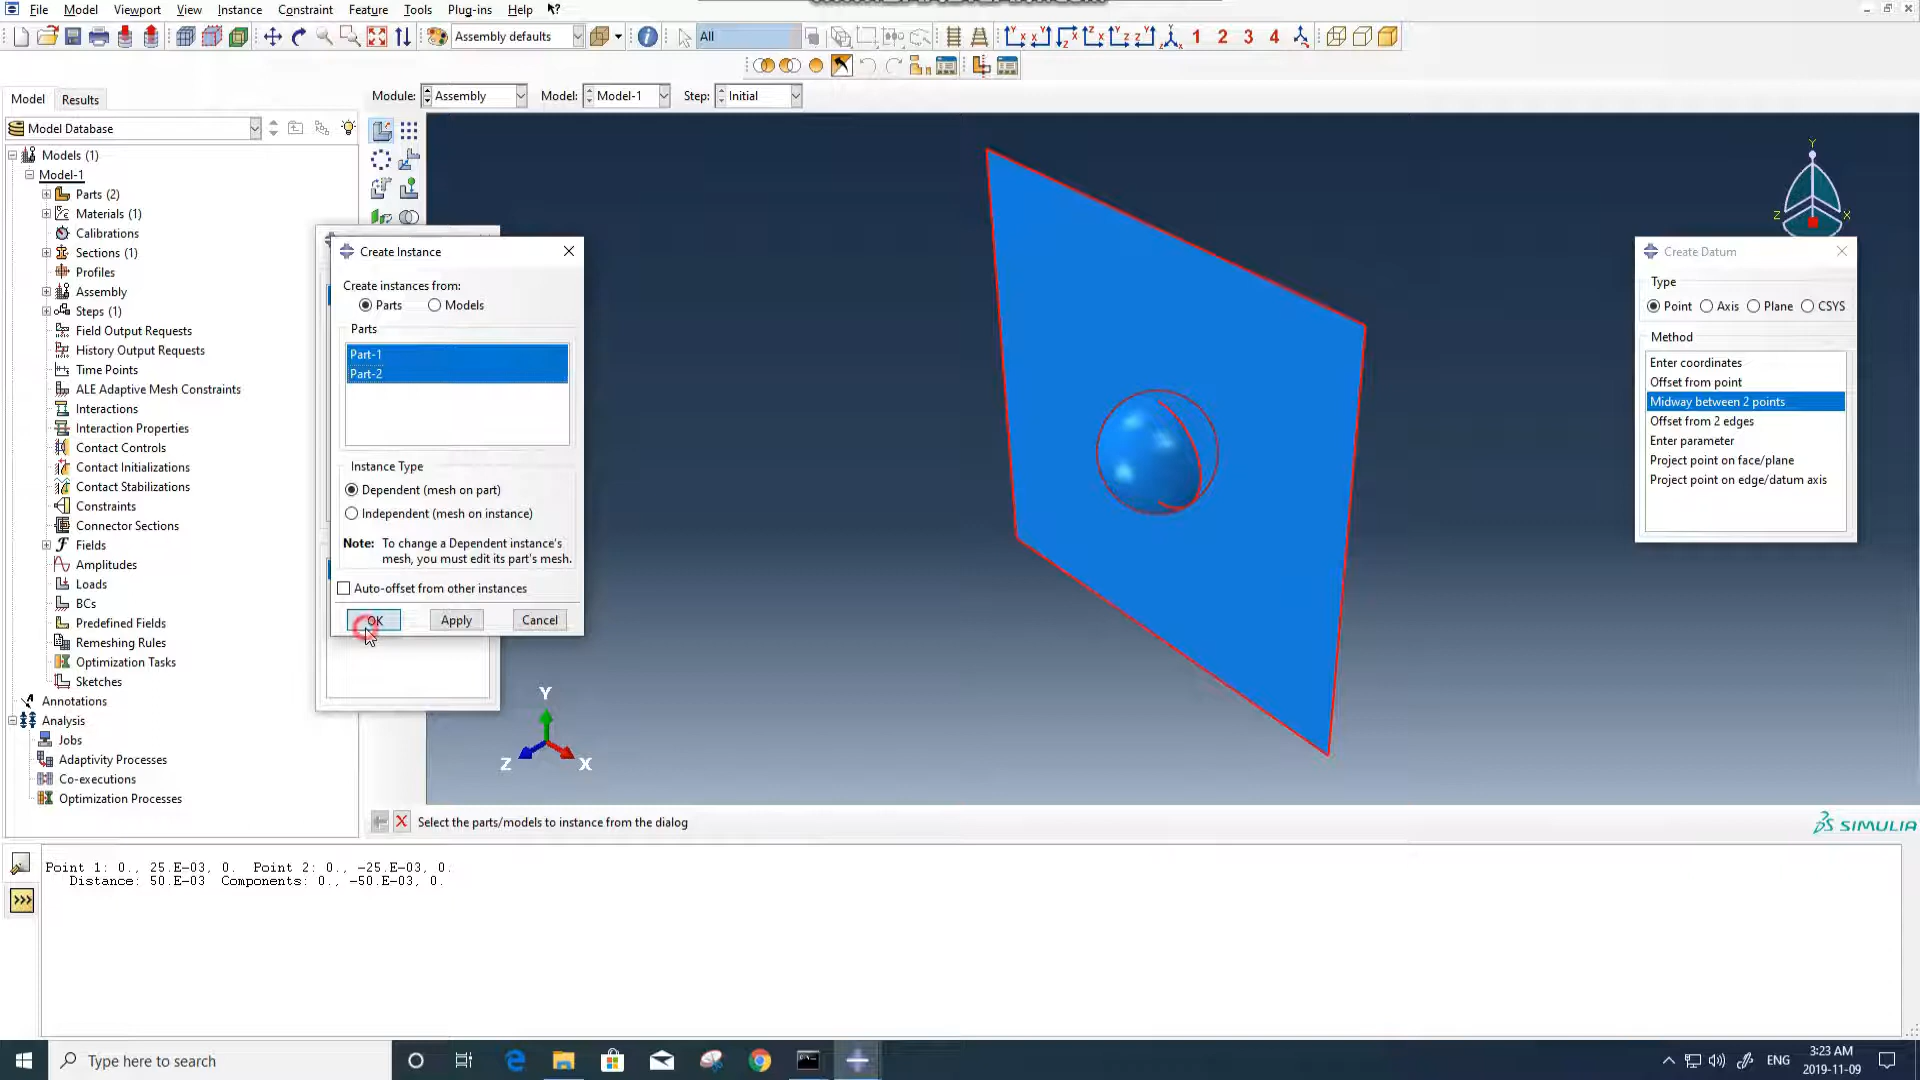 File Model Viewport View Instance Constraint Feature Tools Plug-ins Help
Assembly defaults
All
1 2 3 4
Model Results
Module: Assembly Model: Model-1 Step: Initial
Model Database
Models (1)
Model-1
Parts (2)
Materials (1)
Calibrations
Sections (1)
Profiles
Assembly
Steps (1)
Field Output Requests
History Output Requests
Time Points
ALE Adaptive Mesh Constraints
Interactions
Interaction Properties
Contact Controls
Contact Initializations
Contact Stabilizations
Constraints
Connector Sections
Fields
Amplitudes
Loads
BCs
Predefined Fields
Remeshing Rules
Optimization Tasks
Sketches
Annotations
Analysis
Jobs
Adaptivity Processes
Co-executions
Optimization Processes
Create Instance
Create instances from:
Parts Models
Parts
Part-1
Part-2
Instance Type
Dependent (mesh on part)
Independent (mesh on instance)
Note: To change a Dependent instance's
mesh, you must edit its part's mesh.
Auto-offset from other instances
OK Apply Cancel
Y
Z X
Y
Z X
Create Datum
Type
Point Axis Plane CSYS
Method
Enter coordinates
Offset from point
Midway between 2 points
Offset from 2 edges
Enter parameter
Project point on face/plane
Project point on edge/datum axis
Select the parts/models to instance from the dialog
SIMULIA
Point 1: 0., 25.E-03, 0. Point 2: 0., -25.E-03, 0.
Distance: 50.E-03 Components: 0., -50.E-03, 0.
>>>
Type here to search
ENG
3:23 AM
2019-11-09